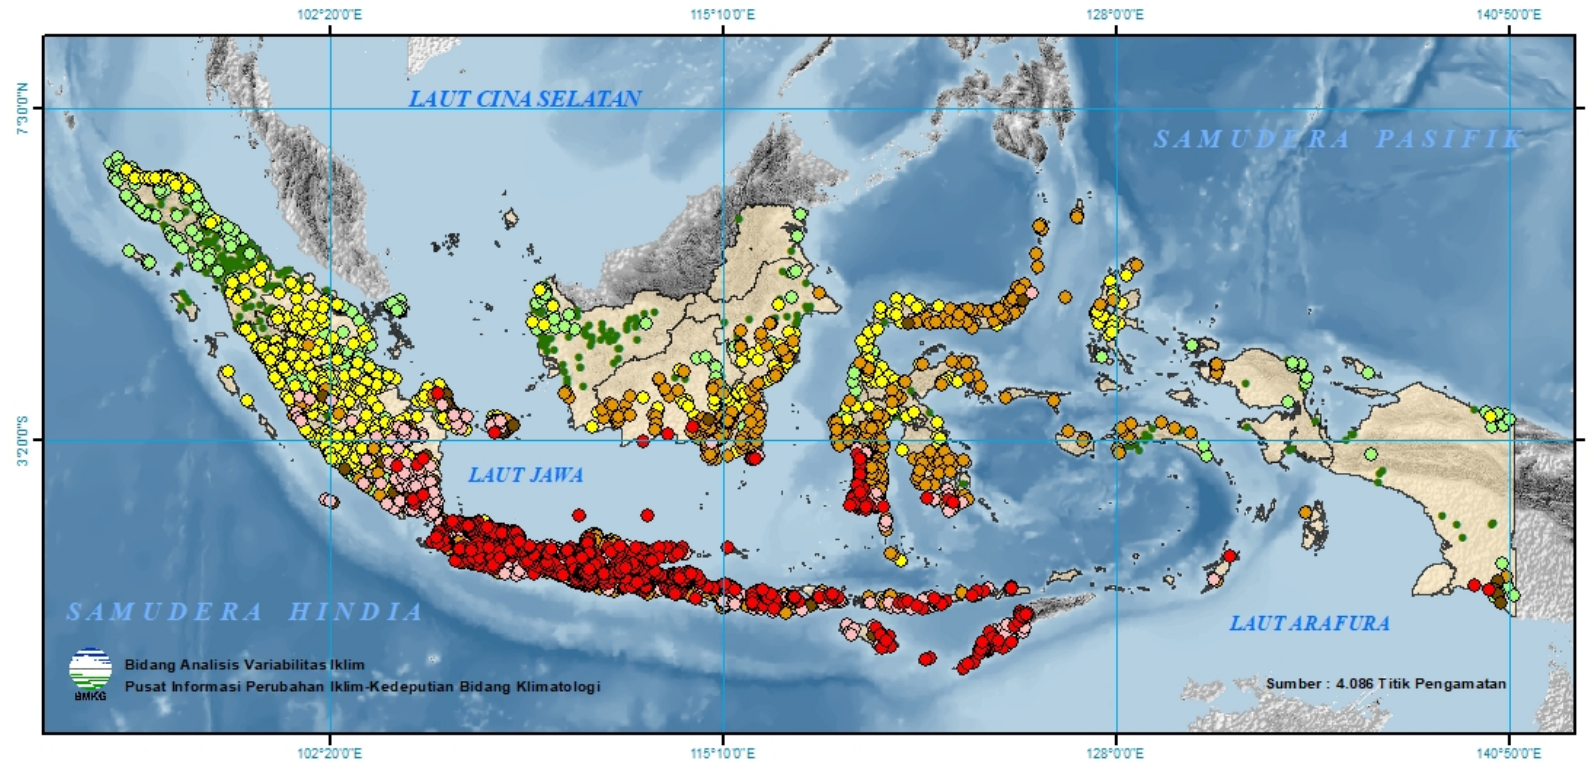 102°20'0"E 115°10'0"E 128°0'0"E 140°50'0"E
7°30'0"N
LAUT CINA SELATAN
SAMUDERA PASIFIK
3°20'0"S
LAUT JAWA
SAMUDERA HINDIA
LAUT ARAFURA
BMKG
Bidang Analisis Variabilitas Iklim
Pusat Informasi Perubahan Iklim-Kedeputian Bidang Klimatologi
Sumber : 4.086 Titik Pengamatan
102°20'0"E 115°10'0"E 128°0'0"E 140°50'0"E